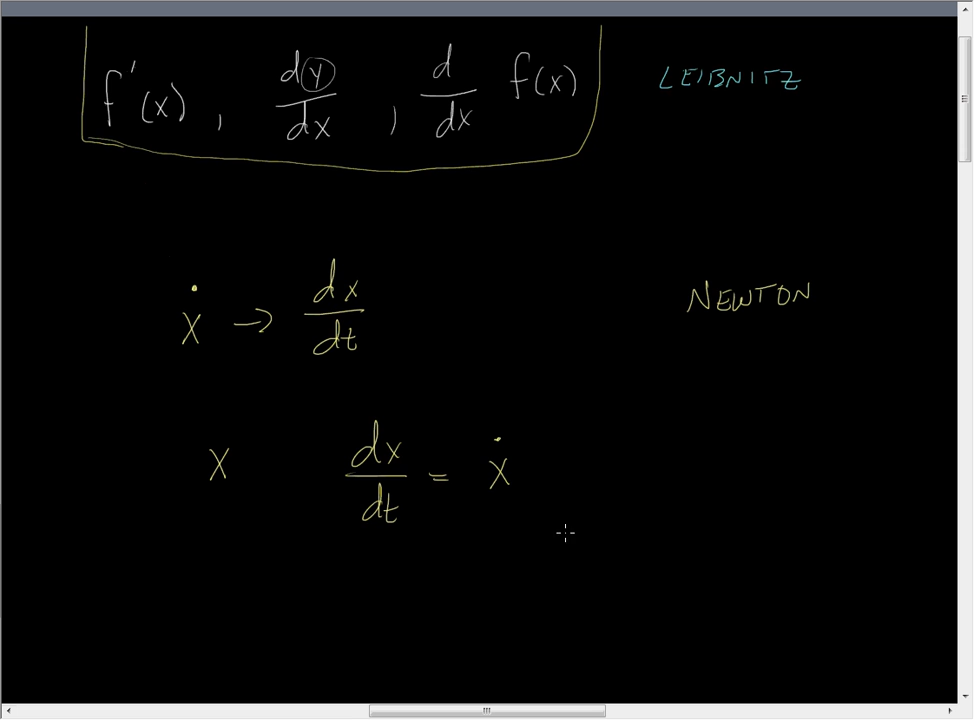 f'(x), dy/dx, d/dx f(x) LEIBNITZ
ẋ → dx/dt NEWTON
x dx/dt = ẋ